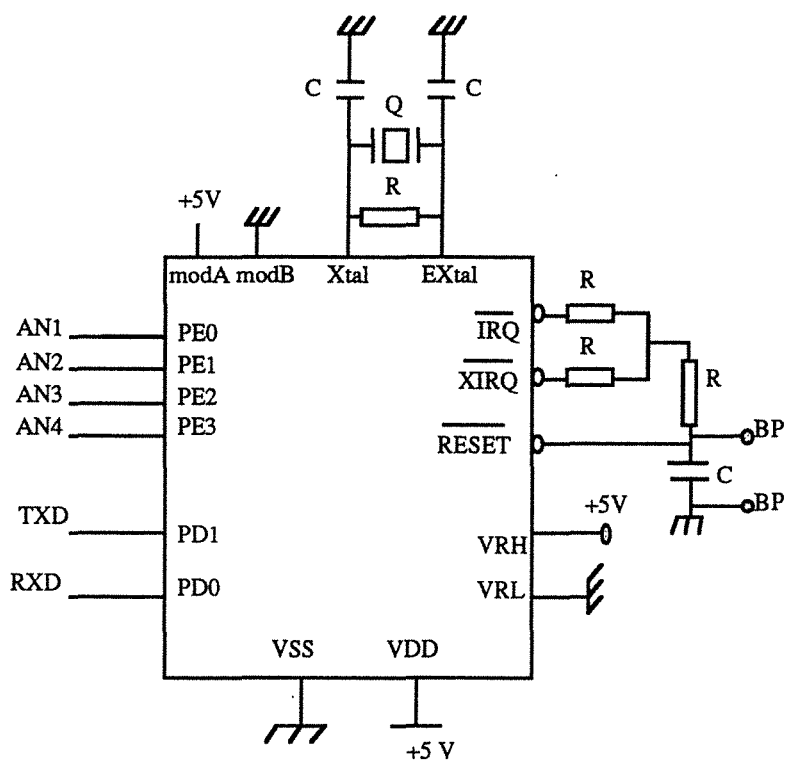 C
C
Q
R
+5V
modA
modB
Xtal
EXtal
R
AN1
PE0
IRQ
AN2
PE1
R
AN3
PE2
XIRQ
R
AN4
PE3
RESET
BP
C
+5V
BP
TXD
PD1
VRH
RXD
PD0
VRL
VSS
VDD
+5 V